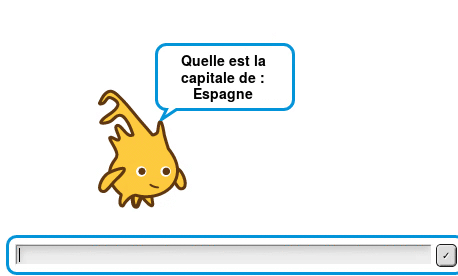 Quelle est la
capitale de :
Espagne
✓